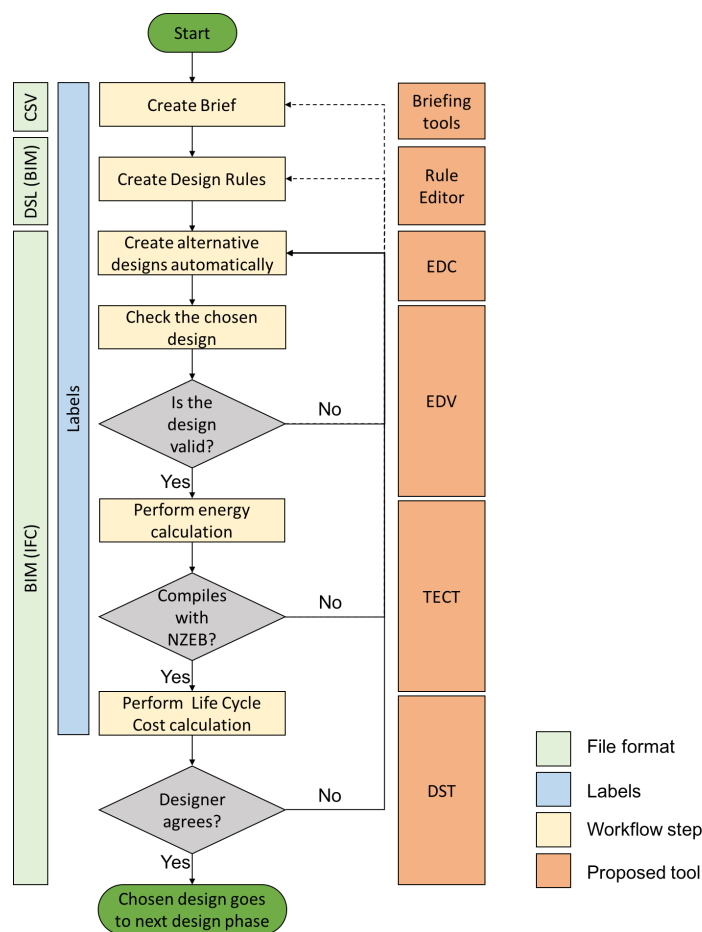 Start
CSV
Create Brief
Briefing
tools
DSL (BIM)
Create Design Rules
Rule
Editor
Create alternative
designs automatically
EDC
Check the chosen
design
Labels
Is the
design
valid?
No
EDV
Yes
BIM (IFC)
Perform energy
calculation
Compiles
with
NZEB?
No
TECT
Yes
Perform Life Cycle
Cost calculation
Designer
agrees?
No
DST
Yes
Chosen design goes
to next design phase
File format
Labels
Workflow step
Proposed tool